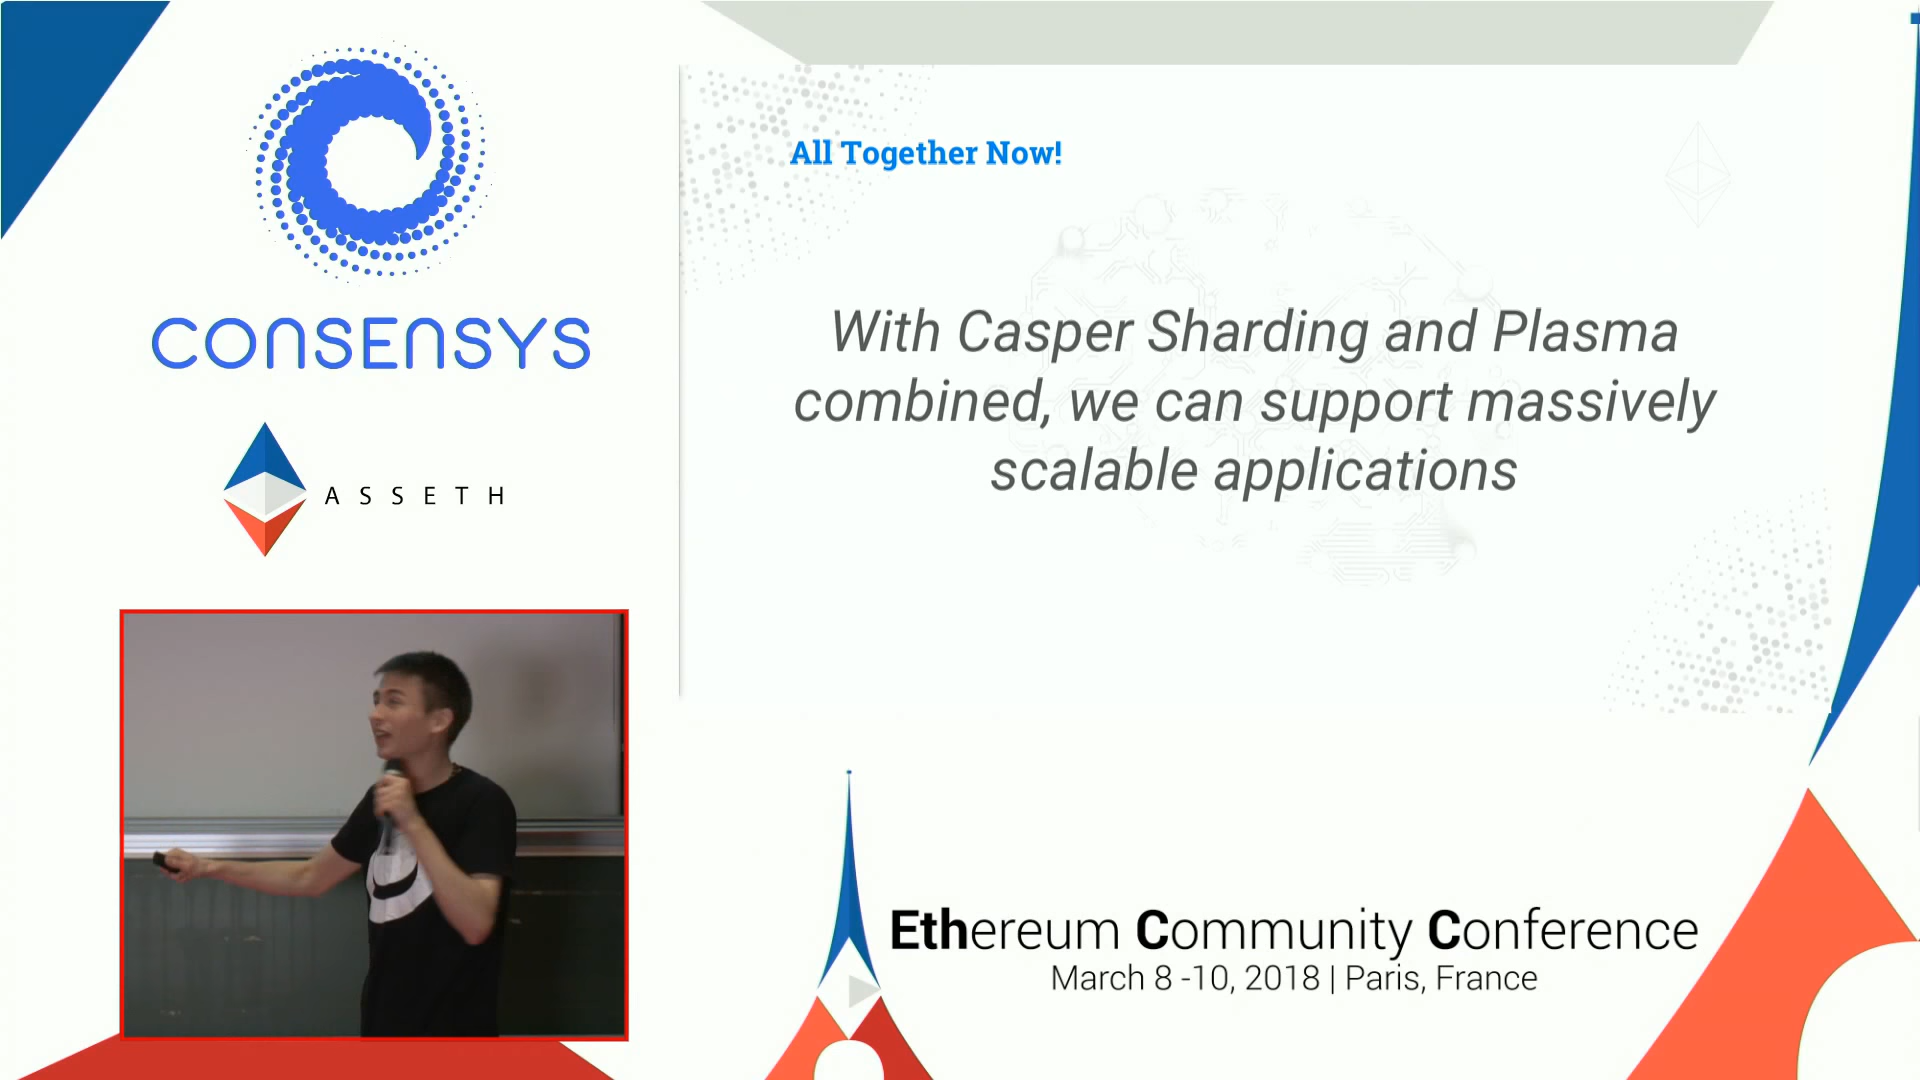 CONSENSYS
ASSETH
All Together Now!
With Casper Sharding and Plasma
combined, we can support massively
scalable applications
Ethereum Community Conference
March 8 -10, 2018 | Paris, France